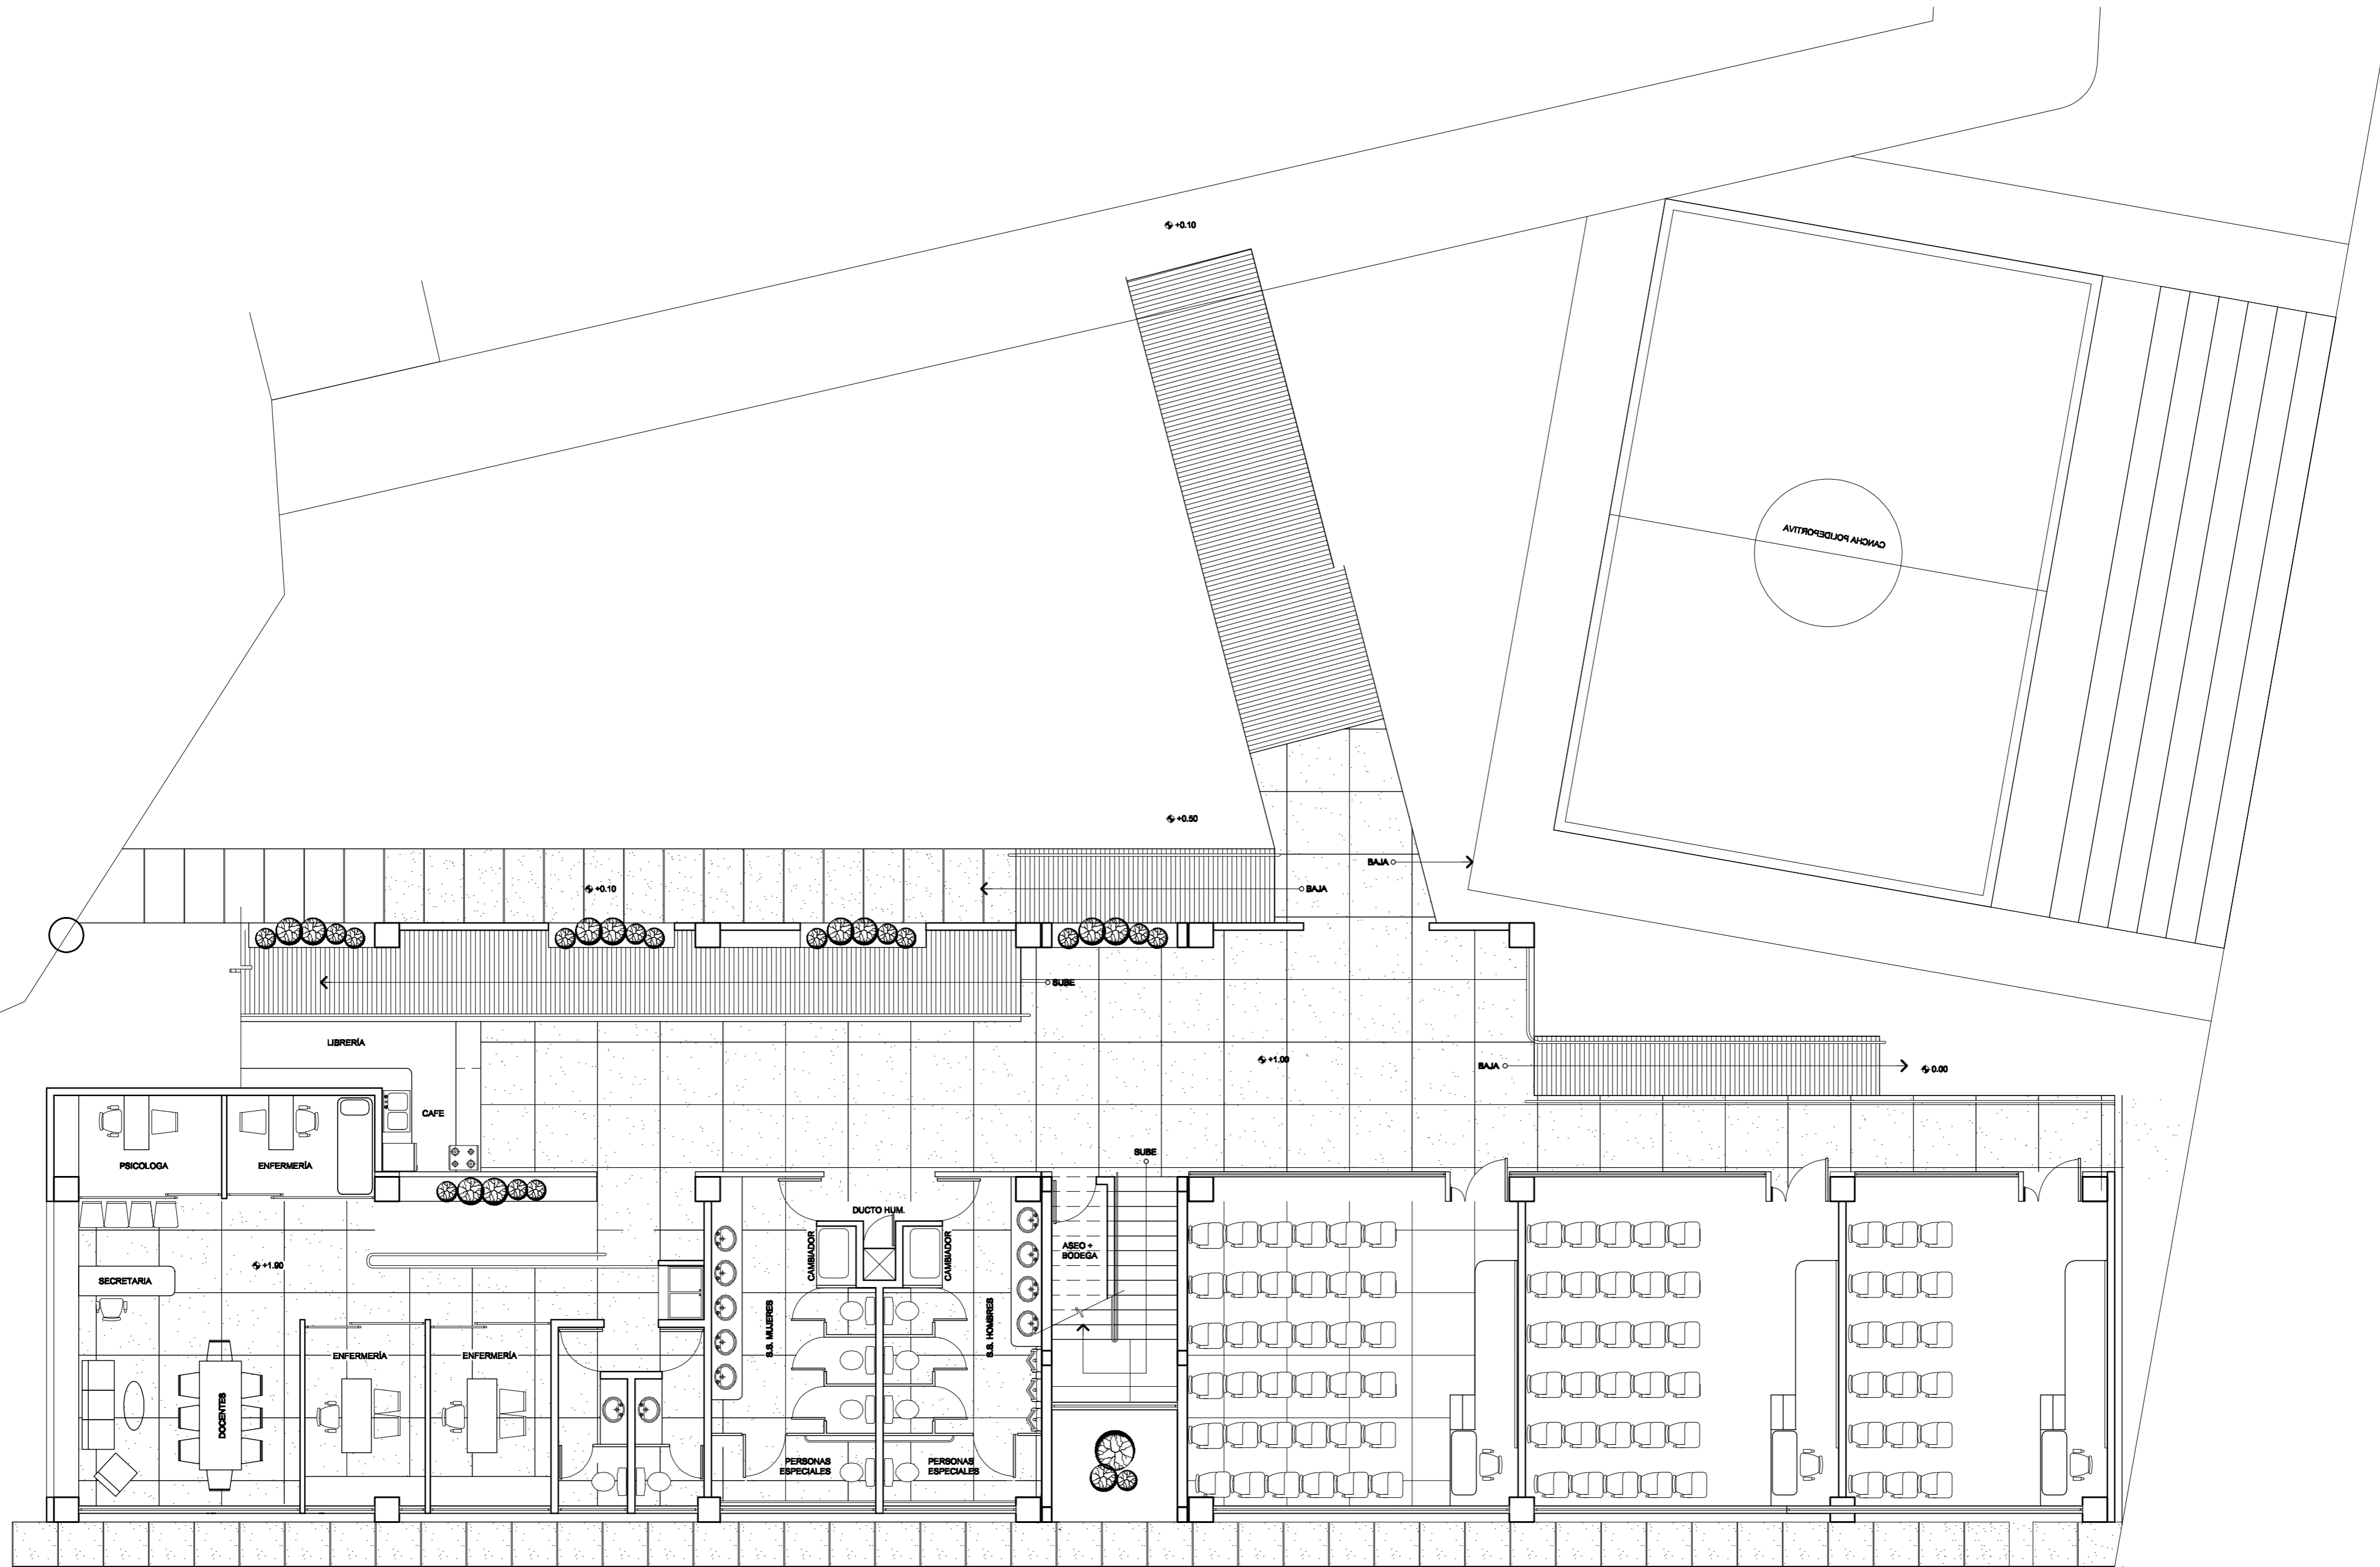 +0.10
CANCHA POLIDEPORTIVA
+0.50
BAJA
+0.10
BAJA
SUBE
LIBRERÍA
+1.00
BAJA
0.00
CAFE
PSICOLOGA
ENFERMERÍA
SUBE
DUCTO HUM.
CAMBIADOR
CAMBIADOR
ASEO +
BODEGA
+1.90
SECRETARIA
S.S. MUJERES
S.S. HOMBRES
ENFERMERÍA
ENFERMERÍA
DOCENTES
PERSONAS
ESPECIALES
PERSONAS
ESPECIALES